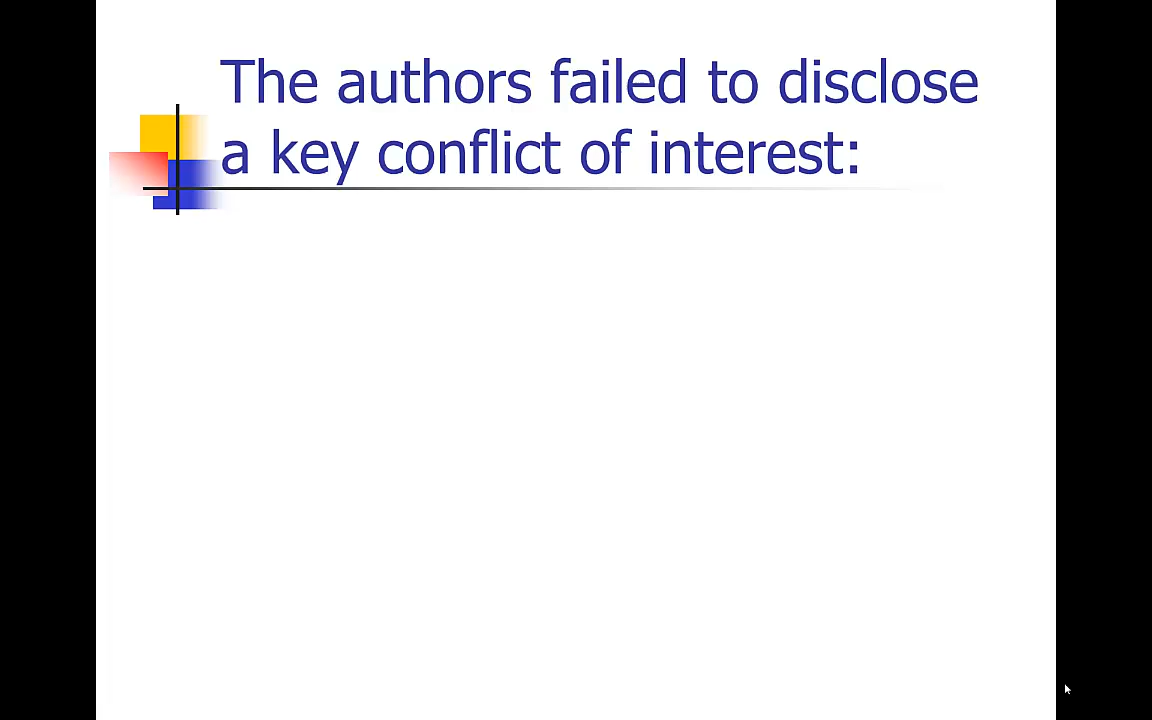 The authors failed to disclose
a key conflict of interest: